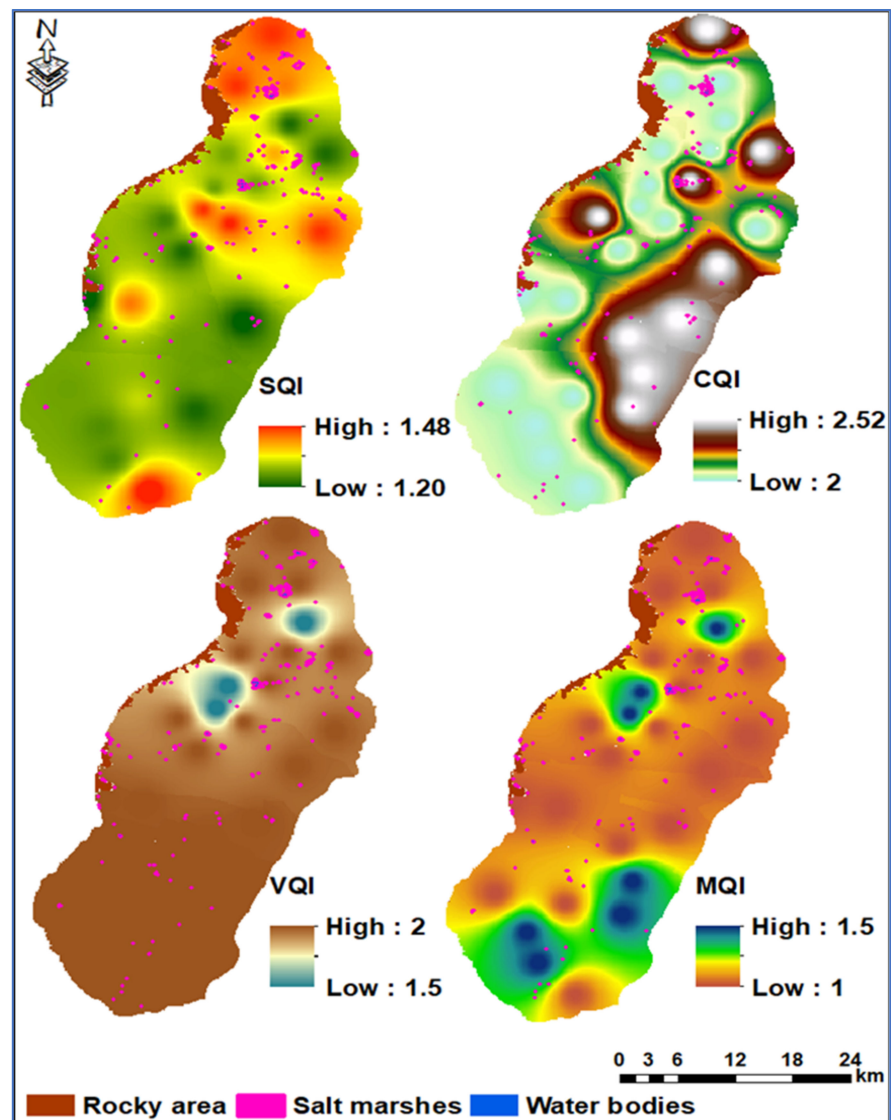 N
SQI
High : 1.48
Low : 1.20
CQI
High : 2.52
Low : 2
VQI
High : 2
Low : 1.5
MQI
High : 1.5
Low : 1
0 3 6 12 18 24
km
Rocky area Salt marshes Water bodies